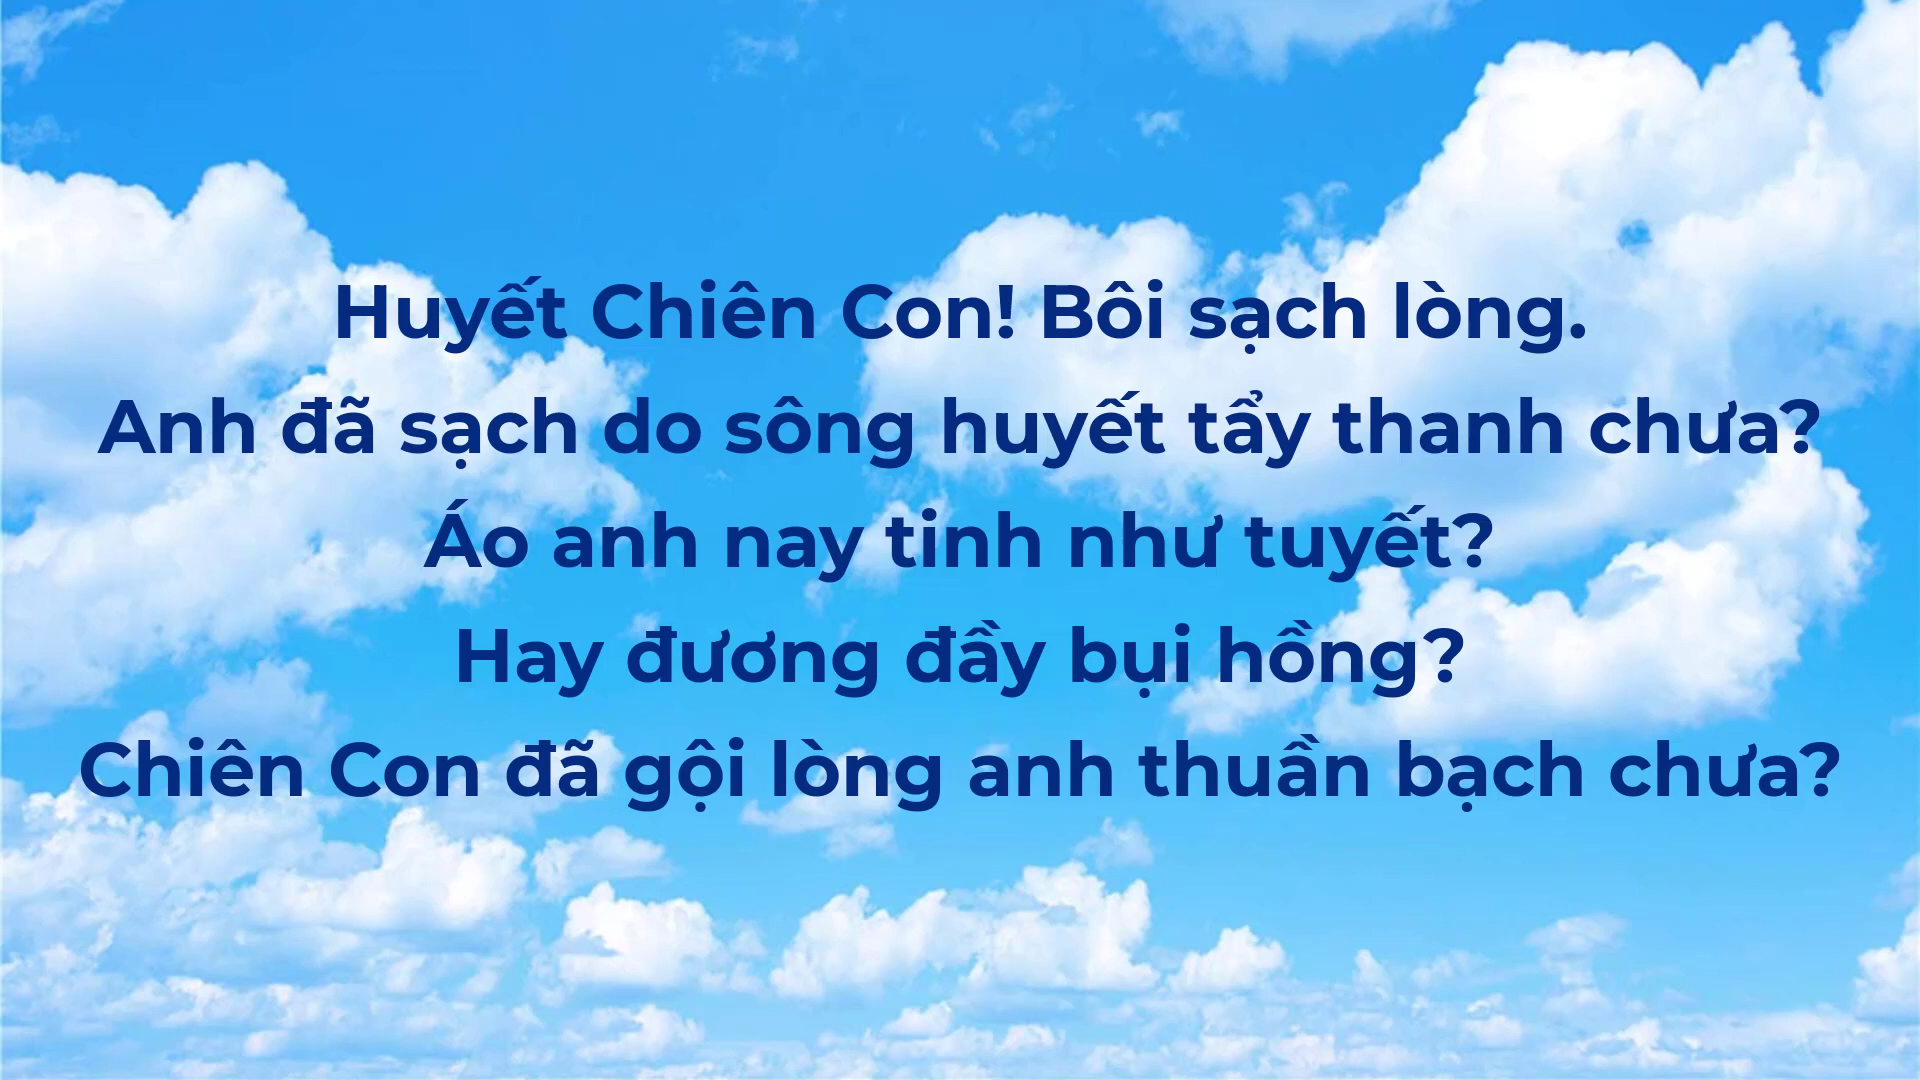 Huyết Chiên Con! Bôi sạch lòng.
Anh đã sạch do sông huyết tẩy thanh chưa?
Áo anh nay tinh như tuyết?
Hay đương đầy bụi hồng?
Chiên Con đã gội lòng anh thuần bạch chưa?